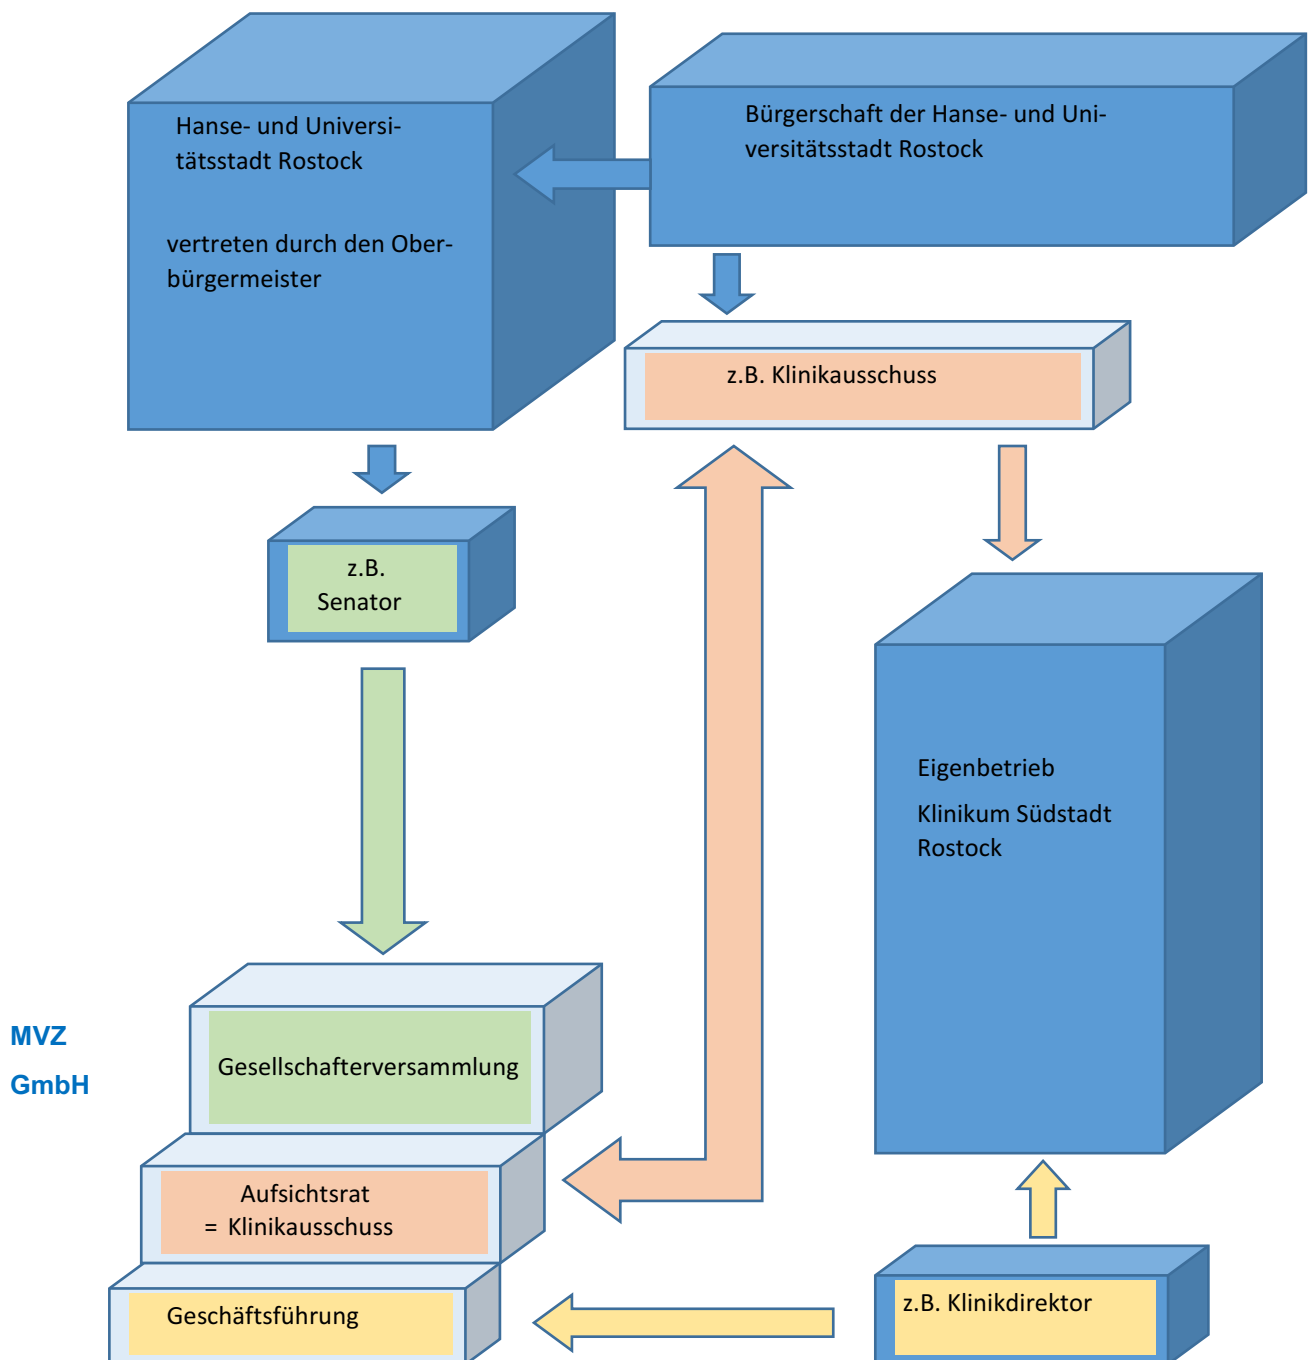 Hanse- und Universi-
tätsstadt Rostock
vertreten durch den Ober-
bürgermeister
Bürgerschaft der Hanse- und Uni-
versitätsstadt Rostock
z.B. Klinikausschuss
z.B.
Senator
Eigenbetrieb
Klinikum Südstadt
Rostock
MVZ
GmbH
Gesellschafterversammlung
Aufsichtsrat
= Klinikausschuss
Geschäftsführung
z.B. Klinikdirektor